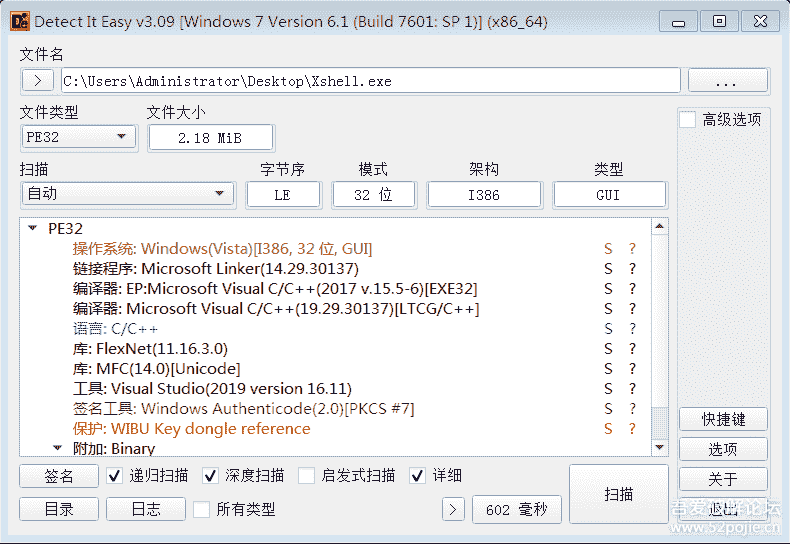 Detect It Easy v3.09 [Windows 7 Version 6.1 (Build 7601: SP 1)] (x86_64)
文件名
> C:\Users\Administrator\Desktop\Xshell.exe ...
文件类型 文件大小
PE32 2.18 MiB
高级选项
扫描 字节序 模式 架构 类型
自动 LE 32 位 I386 GUI
PE32
操作系统: Windows(Vista)[I386, 32 位, GUI] S ?
链接程序: Microsoft Linker(14.29.30137) S ?
编译器: EP:Microsoft Visual C/C++(2017 v.15.5-6)[EXE32] S ?
编译器: Microsoft Visual C/C++(19.29.30137)[LTCG/C++] S ?
语言: C/C++ S ?
库: FlexNet(11.16.3.0) S ?
库: MFC(14.0)[Unicode] S ?
工具: Visual Studio(2019 version 16.11) S ?
签名工具: Windows Authenticode(2.0)[PKCS #7] S ?
保护: WIBU Key dongle reference S ?
附加: Binary
快捷键
选项
关于
退出
签名 递归扫描 深度扫描 启发式扫描 详细
目录 日志 所有类型 > 602 毫秒 扫描
吾爱破解论坛
www.52pojie.cn